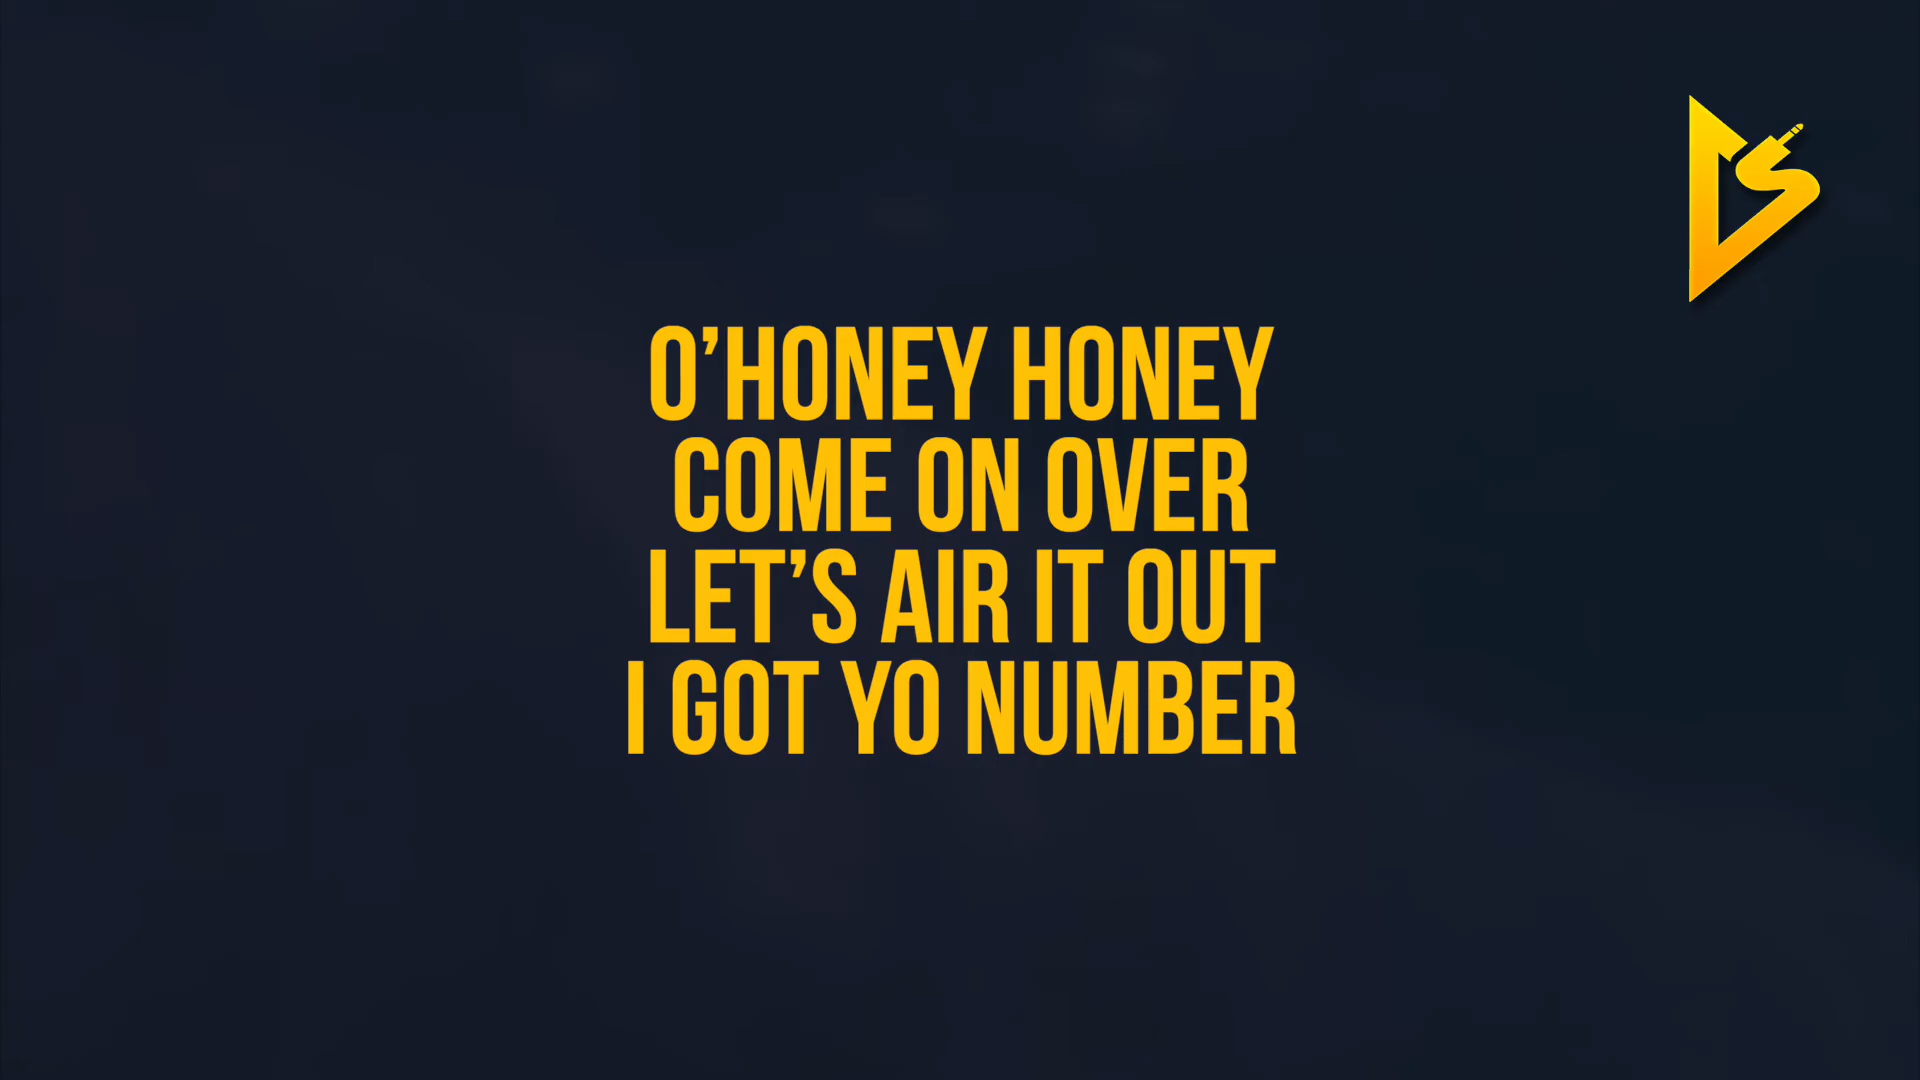 O’HONEY HONEY
COME ON OVER
LET’S AIR IT OUT
I GOT YO NUMBER